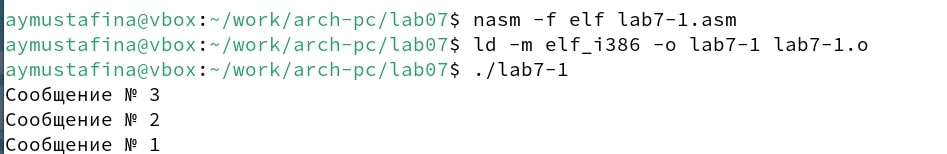 aymustafina@vbox:~/work/arch-pc/lab07$ nasm -f elf lab7-1.asm
aymustafina@vbox:~/work/arch-pc/lab07$ ld -m elf_i386 -o lab7-1 lab7-1.o
aymustafina@vbox:~/work/arch-pc/lab07$ ./lab7-1
Сообщение № 3
Сообщение № 2
Сообщение № 1